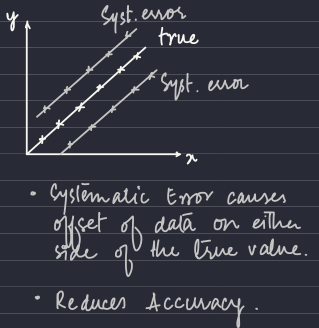 y
Syst. error
true
Syst. error
x
• Systematic Error causes
offset of data on either
side of the true value.
• Reduces Accuracy.